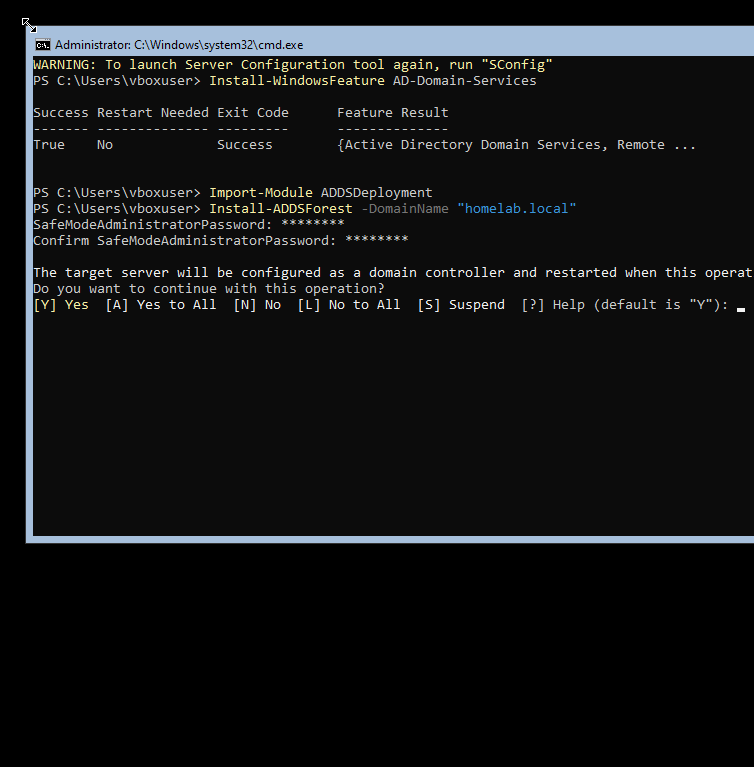 Administrator: C:\Windows\system32\cmd.exe
WARNING: To launch Server Configuration tool again, run "SConfig"
PS C:\Users\vboxuser> Install-WindowsFeature AD-Domain-Services
Success Restart Needed Exit Code      Feature Result
------- -------------- ---------      --------------
True    No             Success        {Active Directory Domain Services, Remote ...
PS C:\Users\vboxuser> Import-Module ADDSDeployment
PS C:\Users\vboxuser> Install-ADDSForest -DomainName "homelab.local"
SafeModeAdministratorPassword: ********
Confirm SafeModeAdministratorPassword: ********
The target server will be configured as a domain controller and restarted when this operat
Do you want to continue with this operation?
[Y] Yes  [A] Yes to All  [N] No  [L] No to All  [S] Suspend  [?] Help (default is "Y"):